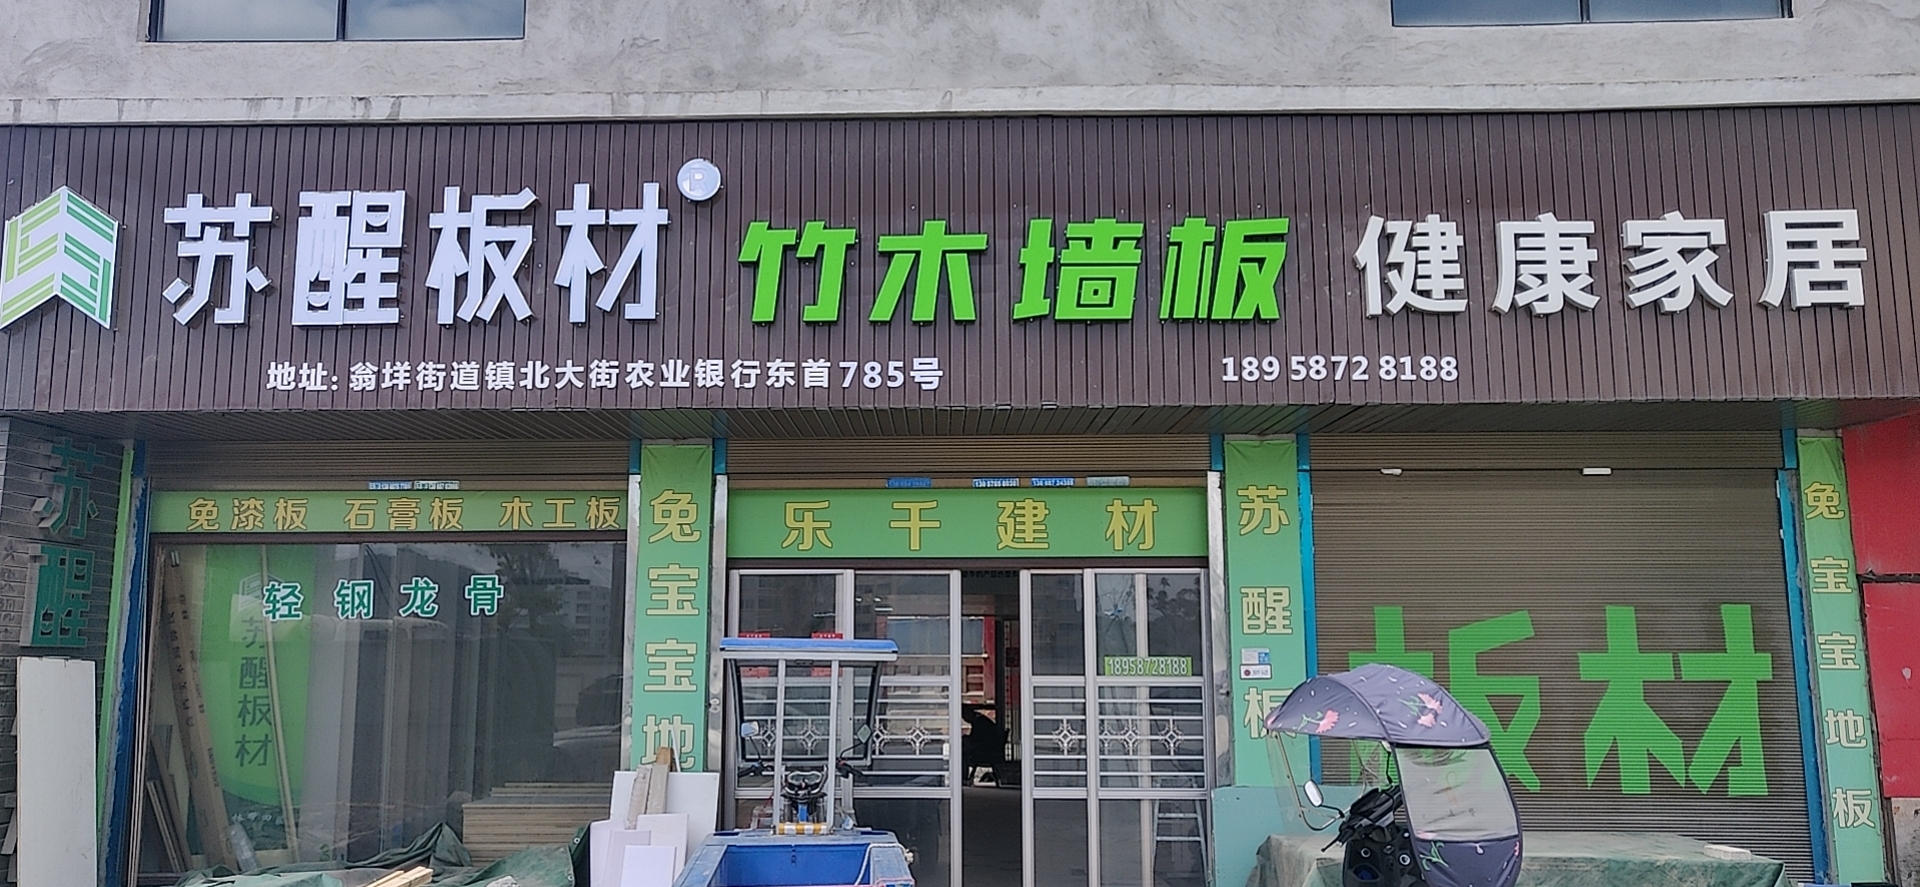 苏醒板材®
竹木墙板
健康家居
地址: 翁垟街道镇北大街农业银行东首785号
189 5872 8188
苏醒
免漆板 石膏板 木工板
轻钢龙骨
苏醒板材
兔宝宝地
乐千建材
18958728188
苏醒板
板材
兔宝宝地板